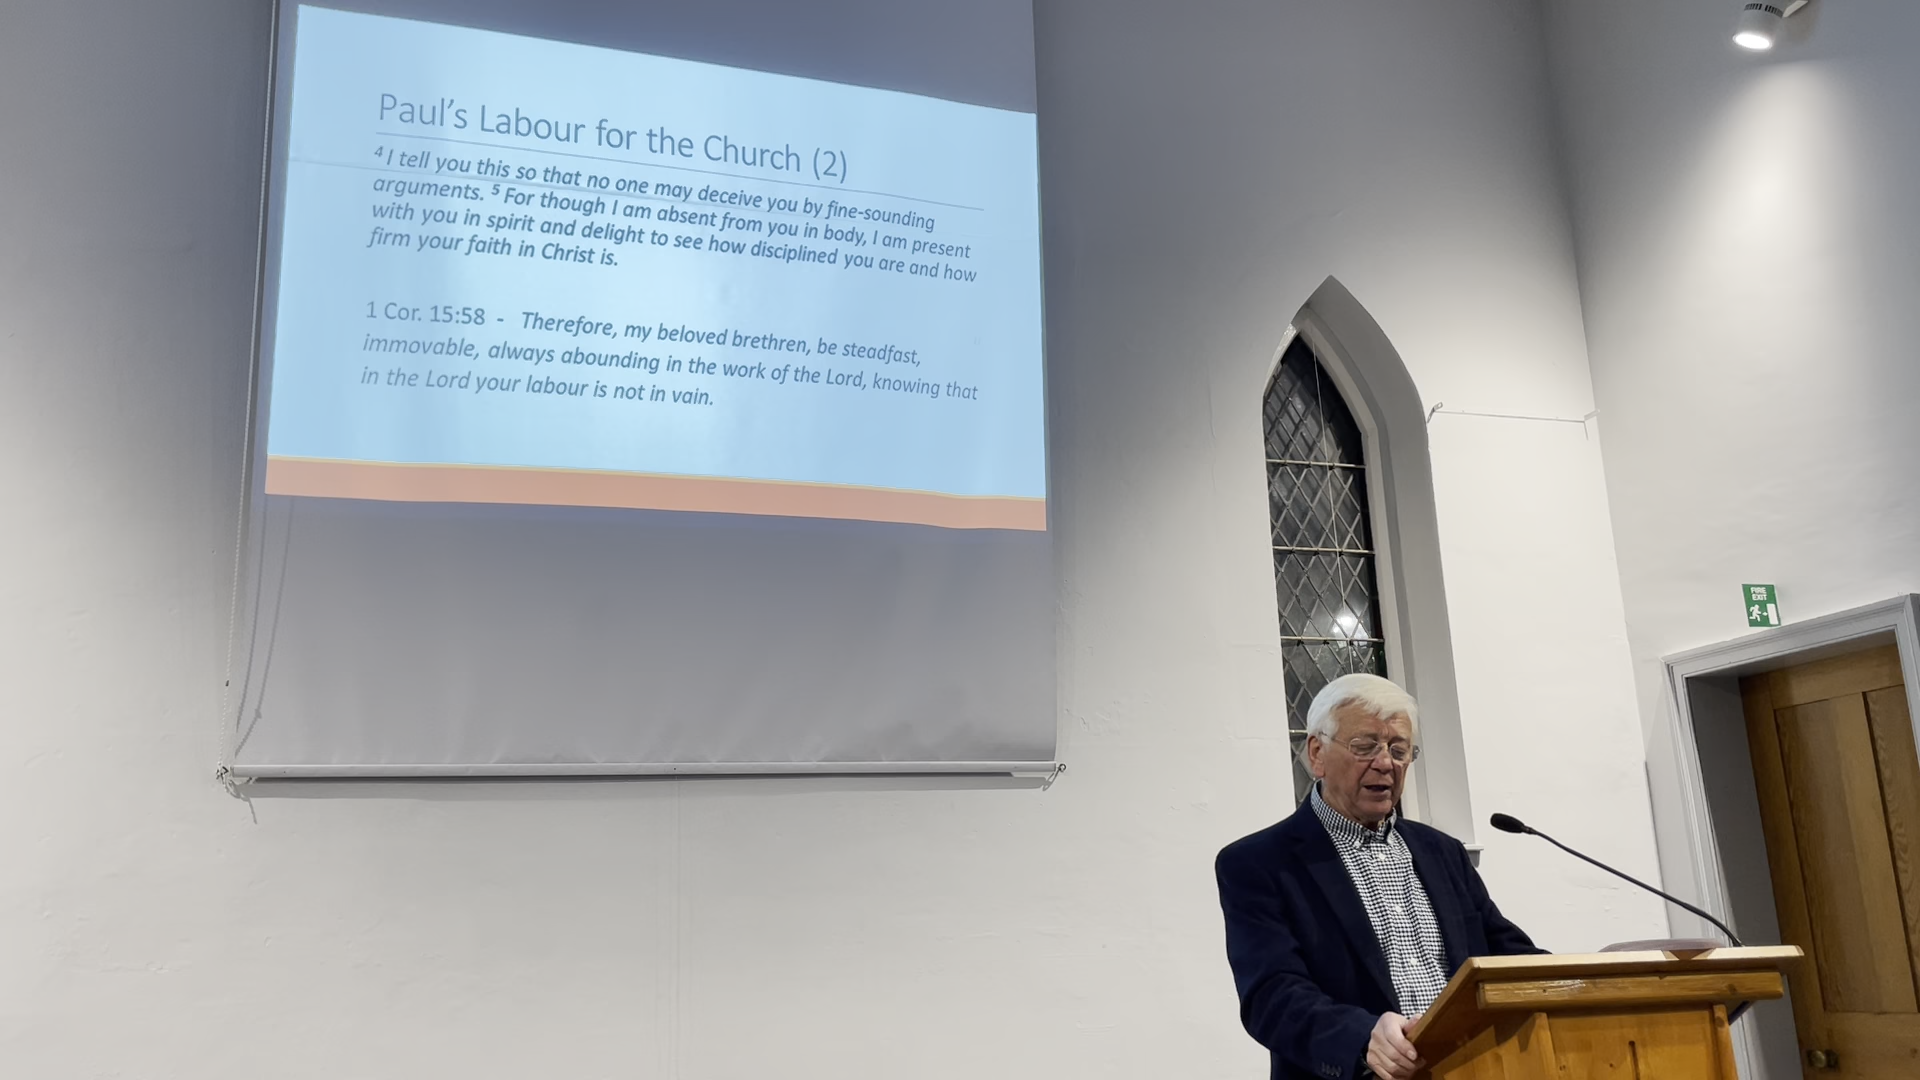 Paul's Labour for the Church (2)
⁴ I tell you this so that no one may deceive you by fine-sounding
arguments. ⁵ For though I am absent from you in body, I am present
with you in spirit and delight to see how disciplined you are and how
firm your faith in Christ is.
1 Cor. 15:58 - Therefore, my beloved brethren, be steadfast,
immovable, always abounding in the work of the Lord, knowing that
in the Lord your labour is not in vain.
FIRE
EXIT